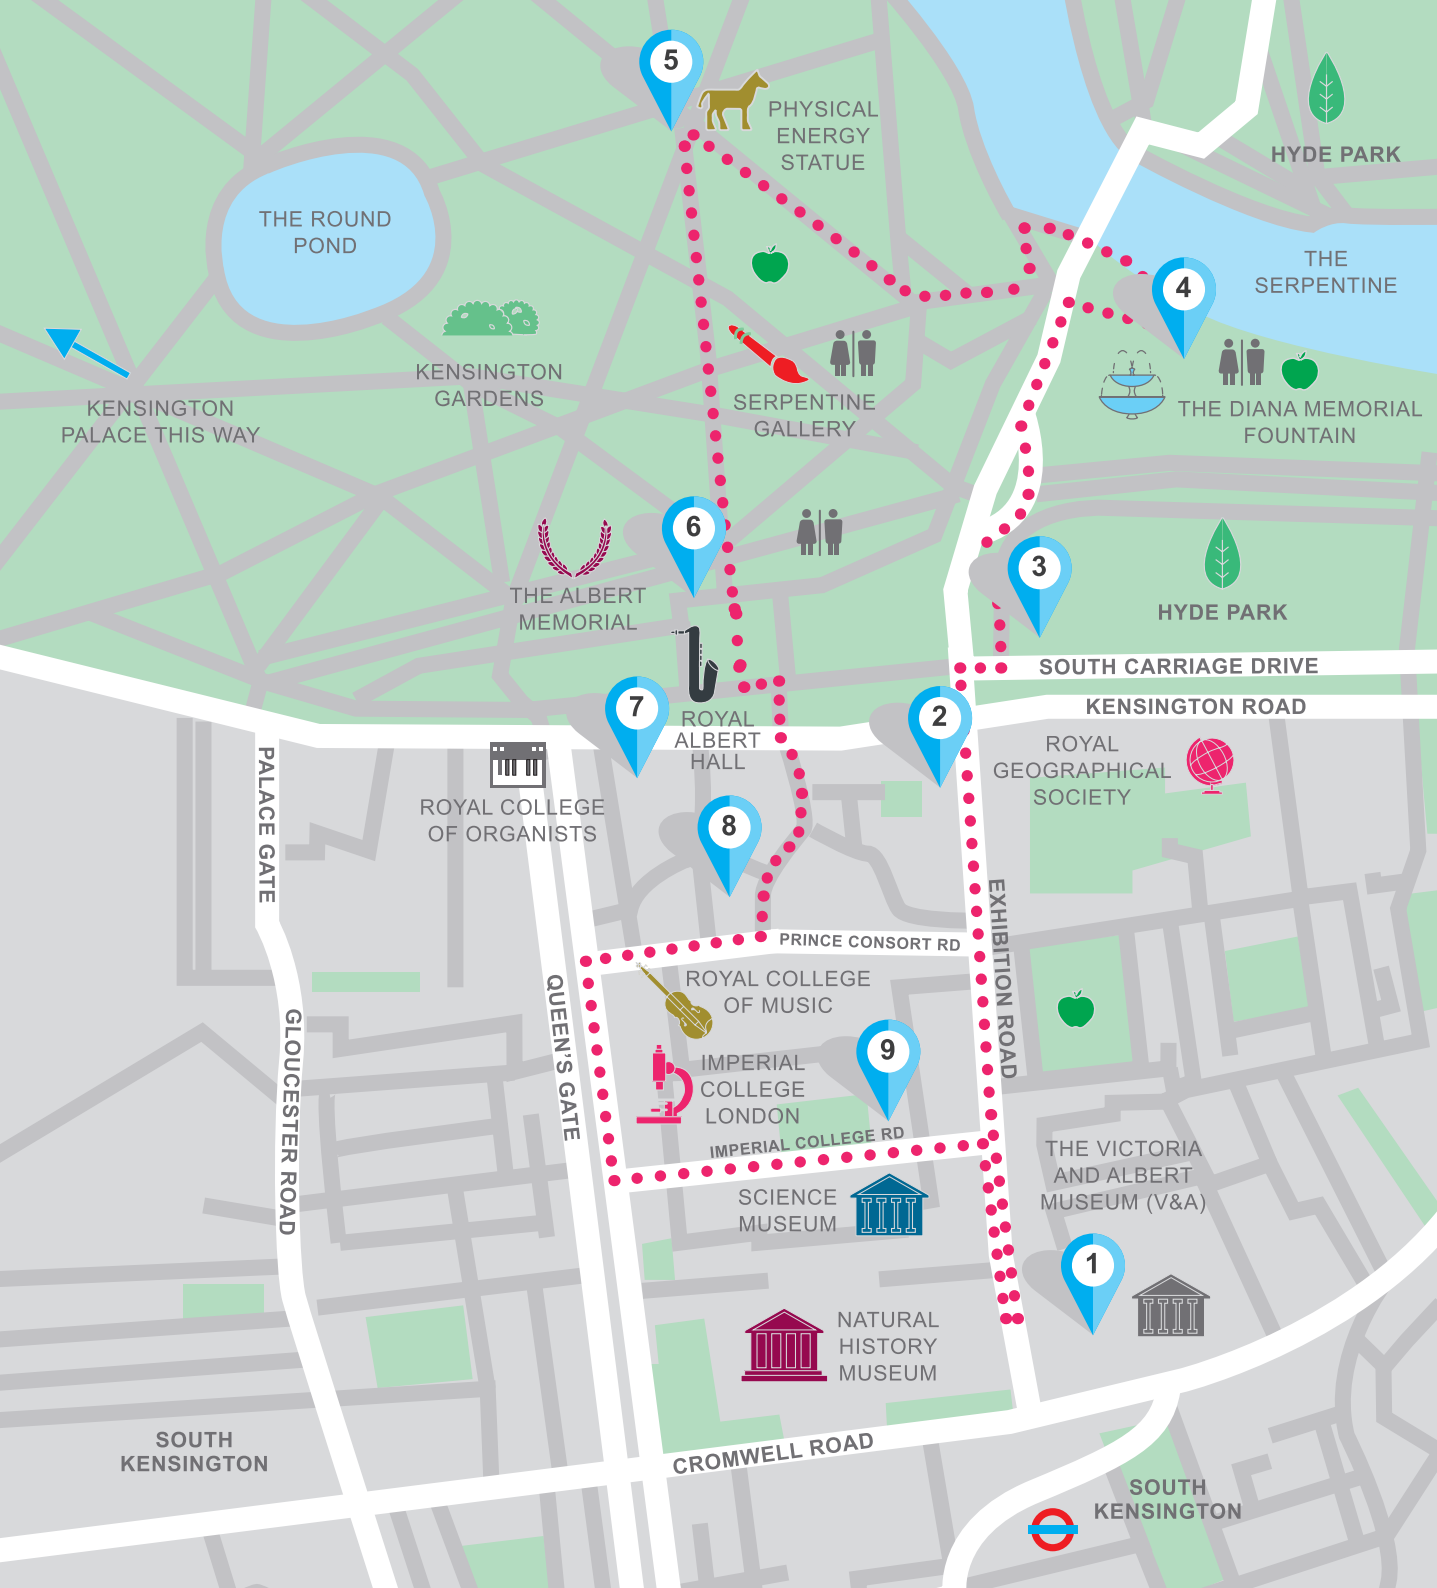 5
PHYSICAL
ENERGY
STATUE
HYDE PARK
THE ROUND
POND
THE
SERPENTINE
4
KENSINGTON
GARDENS
KENSINGTON
PALACE THIS WAY
SERPENTINE
GALLERY
THE DIANA MEMORIAL
FOUNTAIN
6
3
THE ALBERT
MEMORIAL
HYDE PARK
SOUTH CARRIAGE DRIVE
KENSINGTON ROAD
7
2
ROYAL
ALBERT
HALL
ROYAL
GEOGRAPHICAL
SOCIETY
PALACE GATE
ROYAL COLLEGE
OF ORGANISTS
8
PRINCE CONSORT RD
EXHIBITION ROAD
QUEEN'S GATE
ROYAL COLLEGE
OF MUSIC
GLOUCESTER ROAD
9
IMPERIAL
COLLEGE
LONDON
IMPERIAL COLLEGE RD
THE VICTORIA
AND ALBERT
MUSEUM (V&A)
SCIENCE
MUSEUM
1
NATURAL
HISTORY
MUSEUM
SOUTH
KENSINGTON
CROMWELL ROAD
SOUTH
KENSINGTON